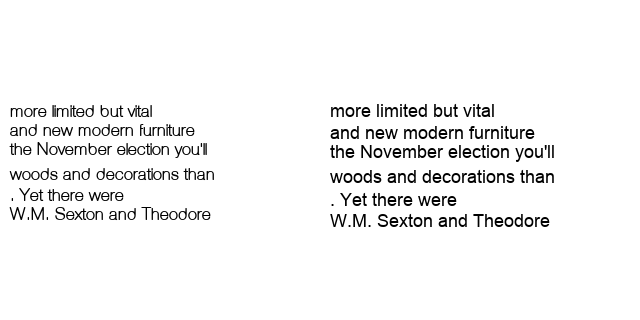 more limited but vital
and new modern furniture
the November election you'll
woods and decorations than
. Yet there were
W.M. Sexton and Theodore
more limited but vital
and new modern furniture
the November election you'll
woods and decorations than
. Yet there were
W.M. Sexton and Theodore